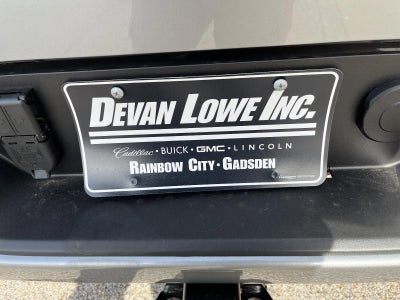 DEVAN LOWE INC.
Cadillac · BUICK · GMC · LINCOLN
RAINBOW CITY · GADSDEN